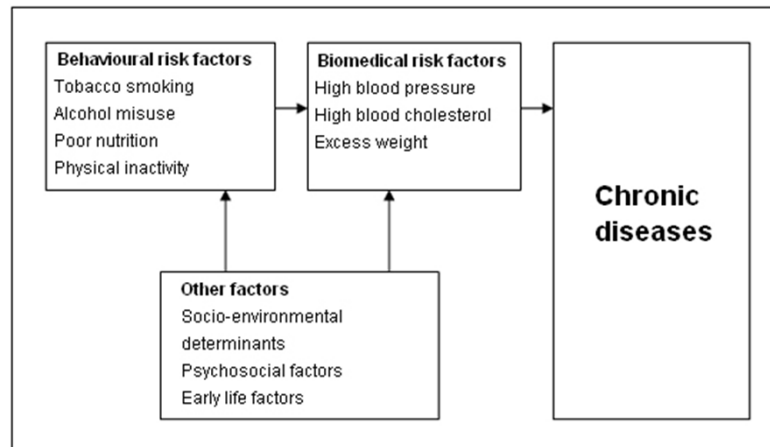 Behavioural risk factors
Tobacco smoking
Alcohol misuse
Poor nutrition
Physical inactivity
Biomedical risk factors
High blood pressure
High blood cholesterol
Excess weight
Chronic
diseases
Other factors
Socio-environmental
determinants
Psychosocial factors
Early life factors